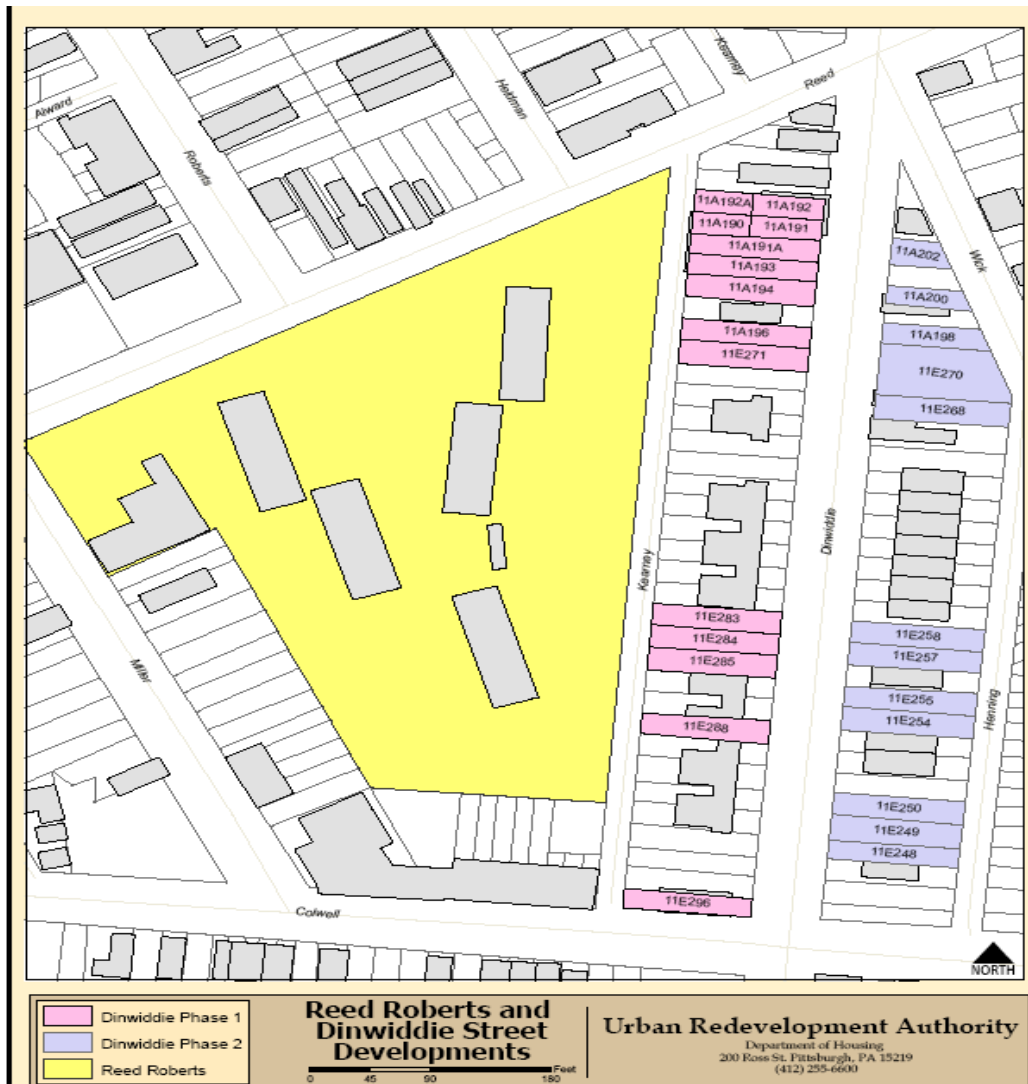 Kearney
Reed
Alward
Heldman
Roberts
11A192A 11A192
11A190 11A191
11A191A
11A193
11A194
11A196
11E271
11A202
Wick
11A200
11A198
11E270
11E268
Dinwiddie
Kearney
11E283
11E284
11E285
11E288
11E296
11E258
11E257
11E255
11E254
Henning
11E250
11E249
11E248
Miller
Colwell
NORTH
Dinwiddie Phase 1
Dinwiddie Phase 2
Reed Roberts
Reed Roberts and
Dinwiddie Street
Developments
0 45 90 180 Feet
Urban Redevelopment Authority
Department of Housing
200 Ross St. Pittsburgh, PA 15219
(412) 255-6600